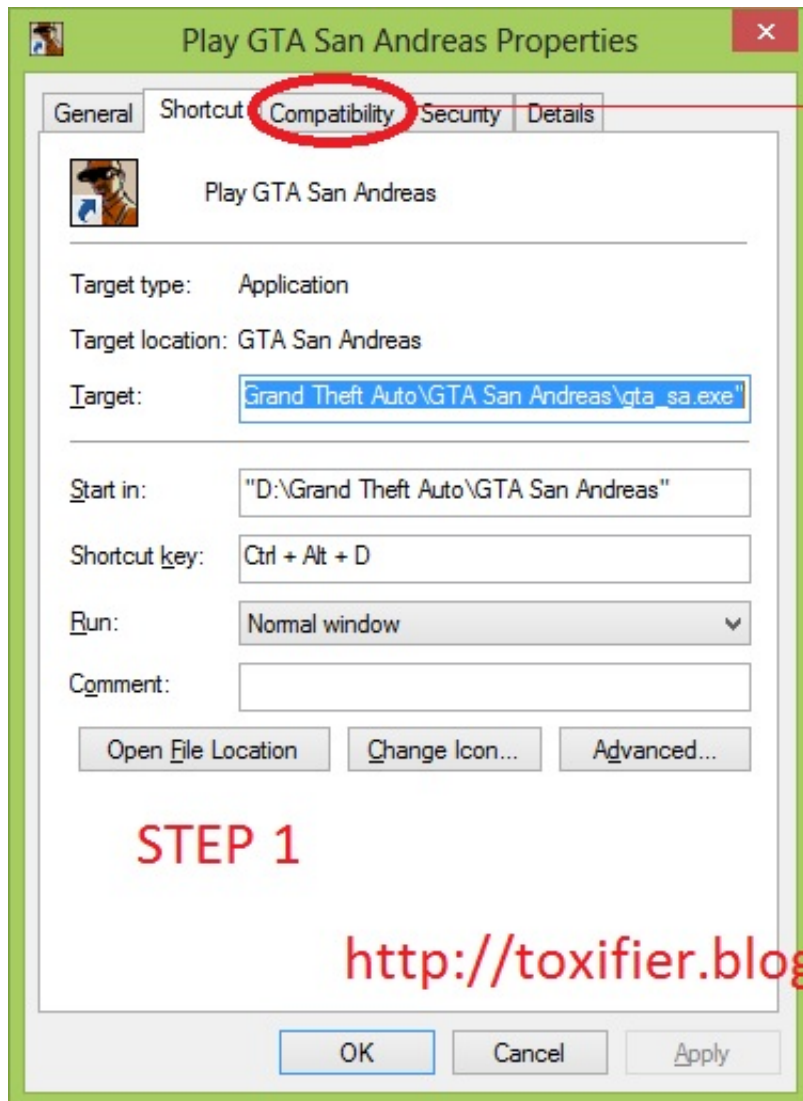 Play GTA San Andreas Properties
General Shortcut Compatibility Security Details
Play GTA San Andreas
Target type: Application
Target location: GTA San Andreas
Target: Grand Theft Auto\GTA San Andreas\gta_sa.exe"
Start in: "D:\Grand Theft Auto\GTA San Andreas"
Shortcut key: Ctrl + Alt + D
Run: Normal window
Comment:
Open File Location Change Icon... Advanced...
STEP 1
http://toxifier.blog
OK Cancel Apply